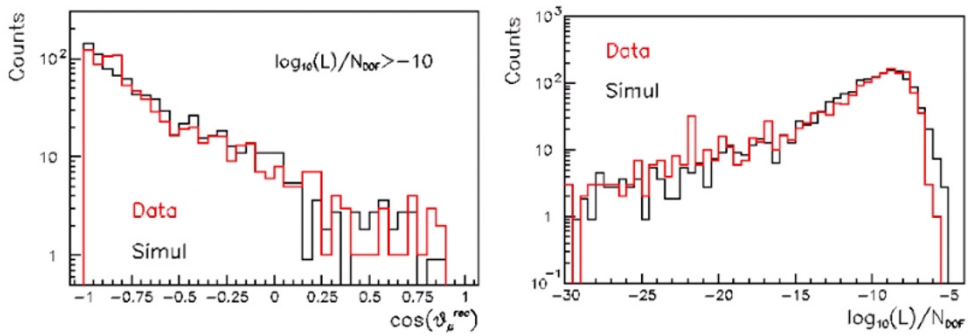 Counts
10²
10
1
log₁₀(L)/N_DOF>−10
Data
Simul
−1 −0.75 −0.5 −0.25 0 0.25 0.5 0.75 1
cos(ϑ_μ^rec)
Counts
10³
10²
10
1
10⁻¹
Data
Simul
−30 −25 −20 −15 −10 −5
log₁₀(L)/N_DOF